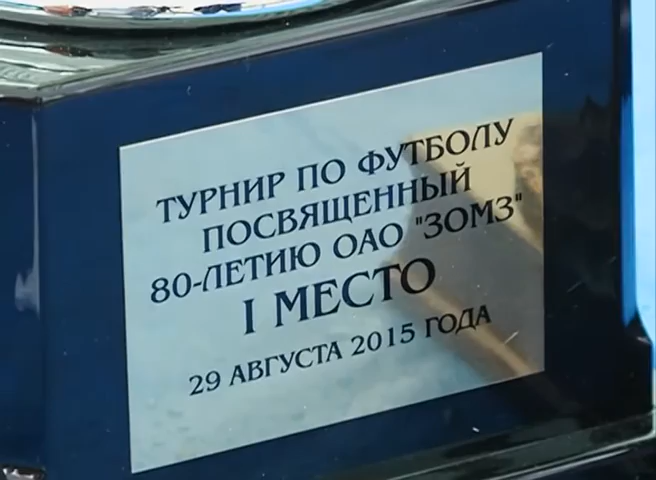 ТУРНИР ПО ФУТБОЛУ
ПОСВЯЩЕННЫЙ
80-ЛЕТИЮ ОАО "ЗОМЗ"
I МЕСТО
29 АВГУСТА 2015 ГОДА